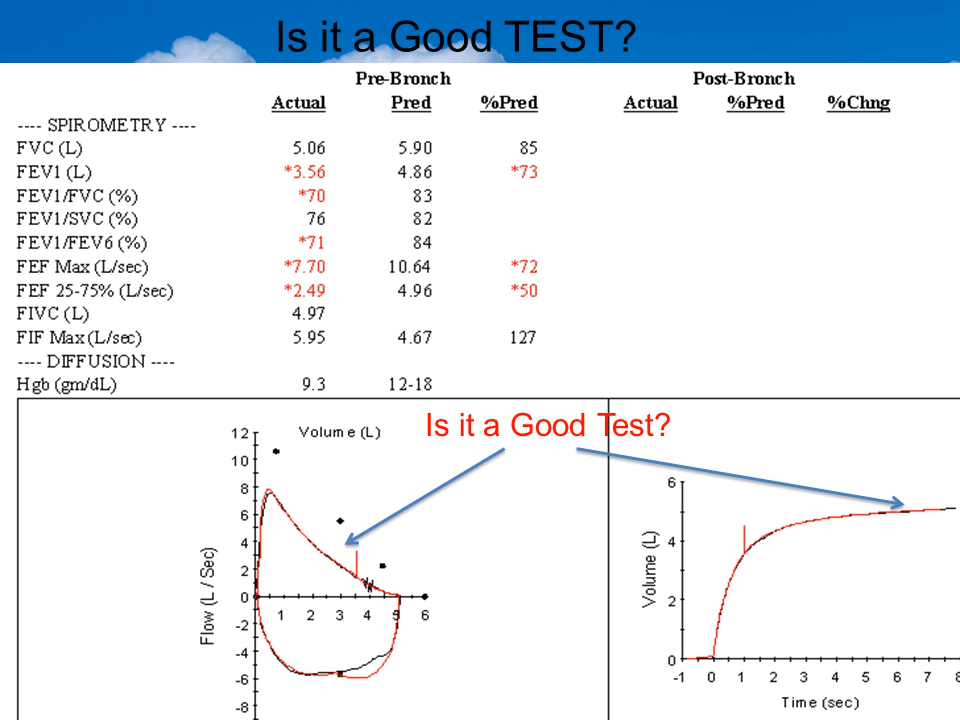 Is it a Good TEST?
Pre-Bronch Post-Bronch
Actual Pred %Pred Actual %Pred %Chng
---- SPIROMETRY ----
FVC (L) 5.06 5.90 85
FEV1 (L) *3.56 4.86 *73
FEV1/FVC (%) *70 83
FEV1/SVC (%) 76 82
FEV1/FEV6 (%) *71 84
FEF Max (L/sec) *7.70 10.64 *72
FEF 25-75% (L/sec) *2.49 4.96 *50
FIVC (L) 4.97
FIF Max (L/sec) 5.95 4.67 127
---- DIFFUSION ----
Hgb (gm/dL) 9.3 12-18
Is it a Good Test?
Volume (L)
12
10
8
6
4
2
0
-2
-4
-6
-8
1 2 3 4 5 6
Flow (L / Sec)
6
4
2
0
Volume (L)
-1 0 1 2 3 4 5 6 7 8
Time (sec)